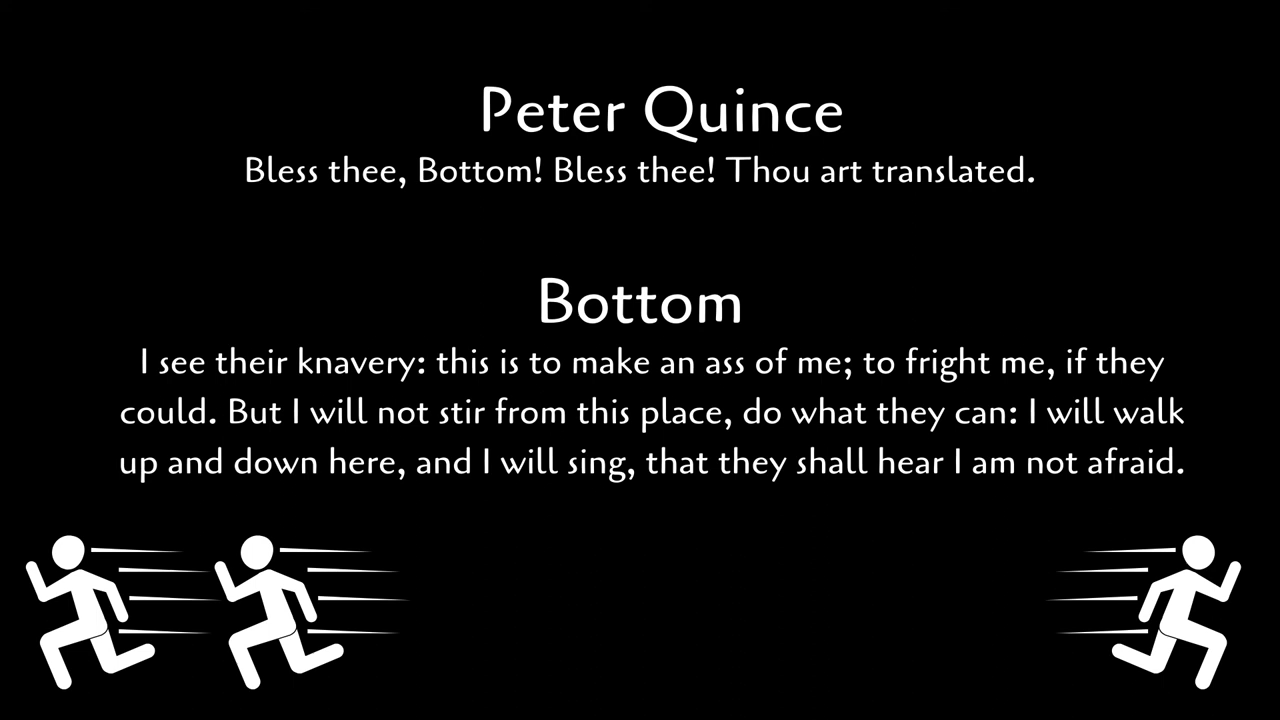 Peter Quince
Bless thee, Bottom! Bless thee! Thou art translated.
Bottom
I see their knavery: this is to make an ass of me; to fright me, if they
could. But I will not stir from this place, do what they can: I will walk
up and down here, and I will sing, that they shall hear I am not afraid.